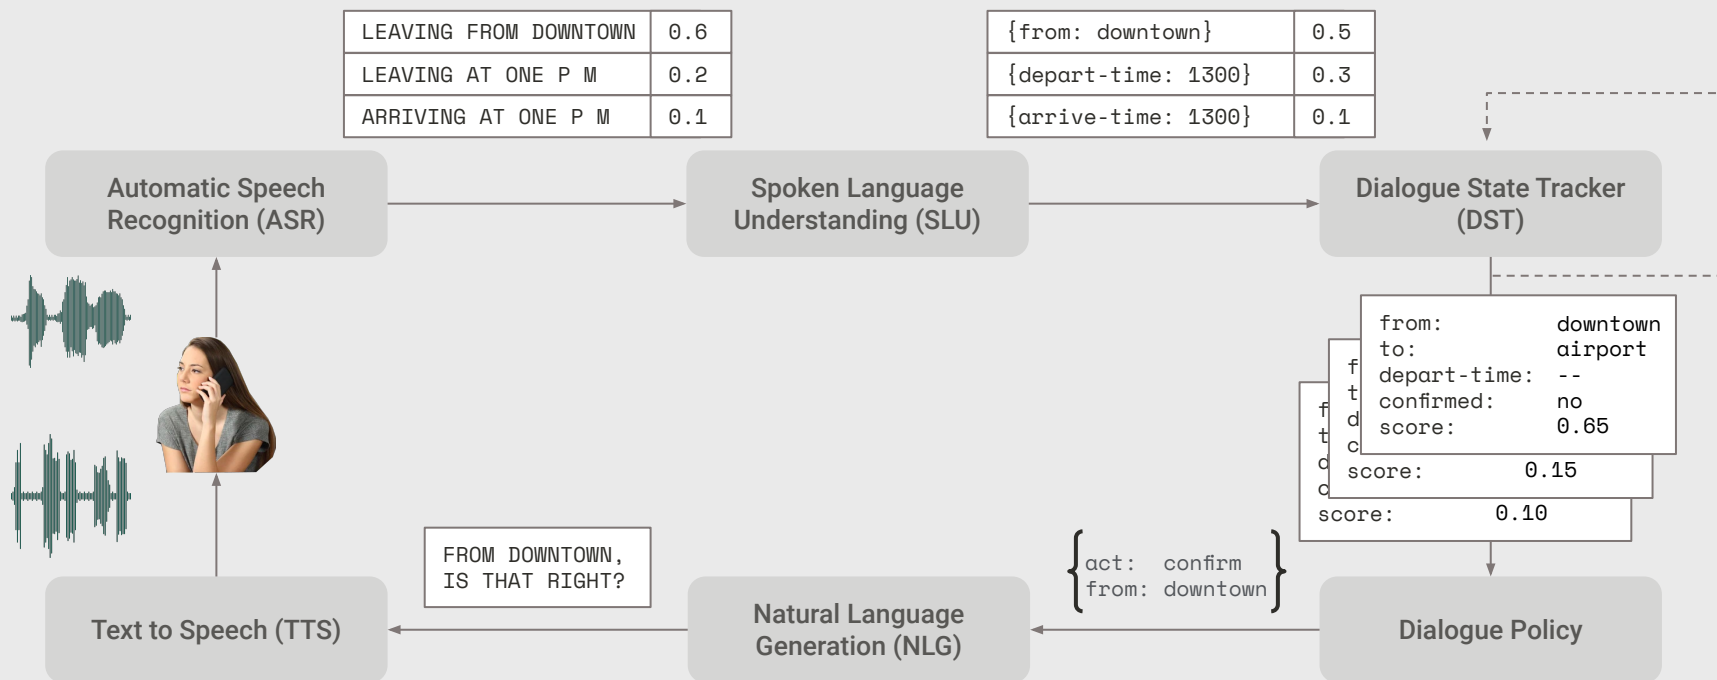 LEAVING FROM DOWNTOWN 0.6
LEAVING AT ONE P M 0.2
ARRIVING AT ONE P M 0.1
{from: downtown} 0.5
{depart-time: 1300} 0.3
{arrive-time: 1300} 0.1
Automatic Speech
Recognition (ASR)
Spoken Language
Understanding (SLU)
Dialogue State Tracker
(DST)
from: downtown
to: airport
depart-time: --
confirmed: no
score: 0.65
f
t
d
c
score: 0.15
f
t
d
c
score: 0.10
act: confirm
from: downtown
FROM DOWNTOWN,
IS THAT RIGHT?
Text to Speech (TTS)
Natural Language
Generation (NLG)
Dialogue Policy